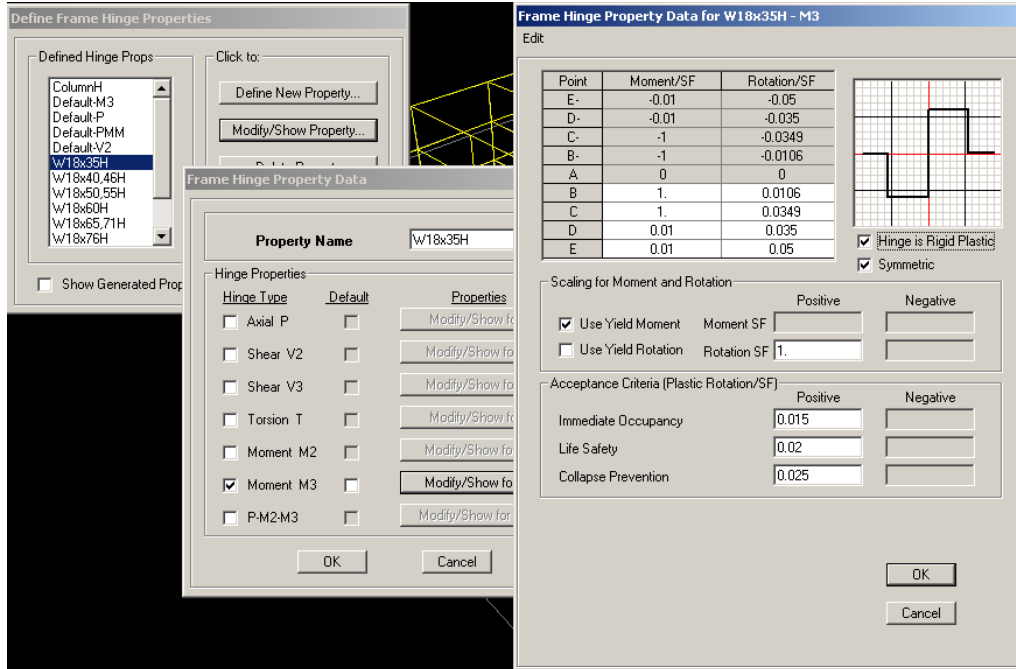 Define Frame Hinge Properties
Defined Hinge Props
ColumnH
Default-M3
Default-P
Default-PMM
Default-V2
W18x35H
W18x40,46H
W18x50,55H
W18x60H
W18x65,71H
W18x76H
Click to:
Define New Property...
Modify/Show Property...
Show Generated Prop
Frame Hinge Property Data
Property Name W18x35H
Hinge Properties
Hinge Type Default Properties
Axial P Modify/Show fo
Shear V2 Modify/Show fo
Shear V3 Modify/Show fo
Torsion T Modify/Show fo
Moment M2 Modify/Show fo
Moment M3 Modify/Show fo
P-M2-M3 Modify/Show for
OK Cancel
Frame Hinge Property Data for W18x35H - M3
Edit
Point Moment/SF Rotation/SF
E- -0.01 -0.05
D- -0.01 -0.035
C- -1 -0.0349
B- -1 -0.0106
A 0 0
B 1. 0.0106
C 1. 0.0349
D 0.01 0.035
E 0.01 0.05
Hinge is Rigid Plastic
Symmetric
Scaling for Moment and Rotation
Positive Negative
Use Yield Moment Moment SF
Use Yield Rotation Rotation SF 1.
Acceptance Criteria (Plastic Rotation/SF)
Positive Negative
Immediate Occupancy 0.015
Life Safety 0.02
Collapse Prevention 0.025
OK
Cancel